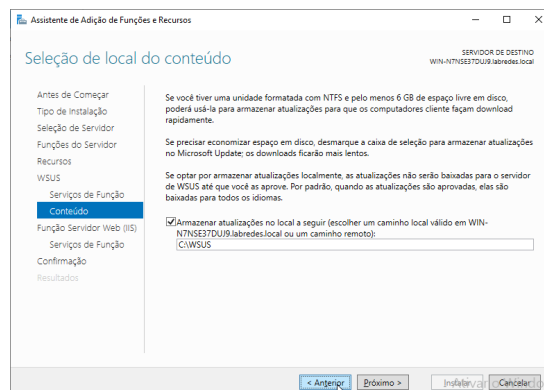 Assistente de Adição de Funções e Recursos
Seleção de local do conteúdo
SERVIDOR DE DESTINO
WIN-N7NSE37DUJ9.labredes.local
Antes de Começar
Tipo de Instalação
Seleção de Servidor
Funções do Servidor
Recursos
WSUS
Serviços de Função
Conteúdo
Função Servidor Web (IIS)
Serviços de Função
Confirmação
Resultados
Se você tiver uma unidade formatada com NTFS e pelo menos 6 GB de espaço livre em disco,
poderá usá-la para armazenar atualizações para que os computadores cliente façam download
rapidamente.
Se precisar economizar espaço em disco, desmarque a caixa de seleção para armazenar atualizações
no Microsoft Update; os downloads ficarão mais lentos.
Se optar por armazenar atualizações localmente, as atualizações não serão baixadas para o servidor
de WSUS até que você as aprove. Por padrão, quando as atualizações são aprovadas, elas são
baixadas para todos os idiomas.
Armazenar atualizações no local a seguir (escolher um caminho local válido em WIN-
N7NSE37DUJ9.labredes.local ou um caminho remoto):
C:\WSUS
< Anterior Próximo > Instalar Cancelar